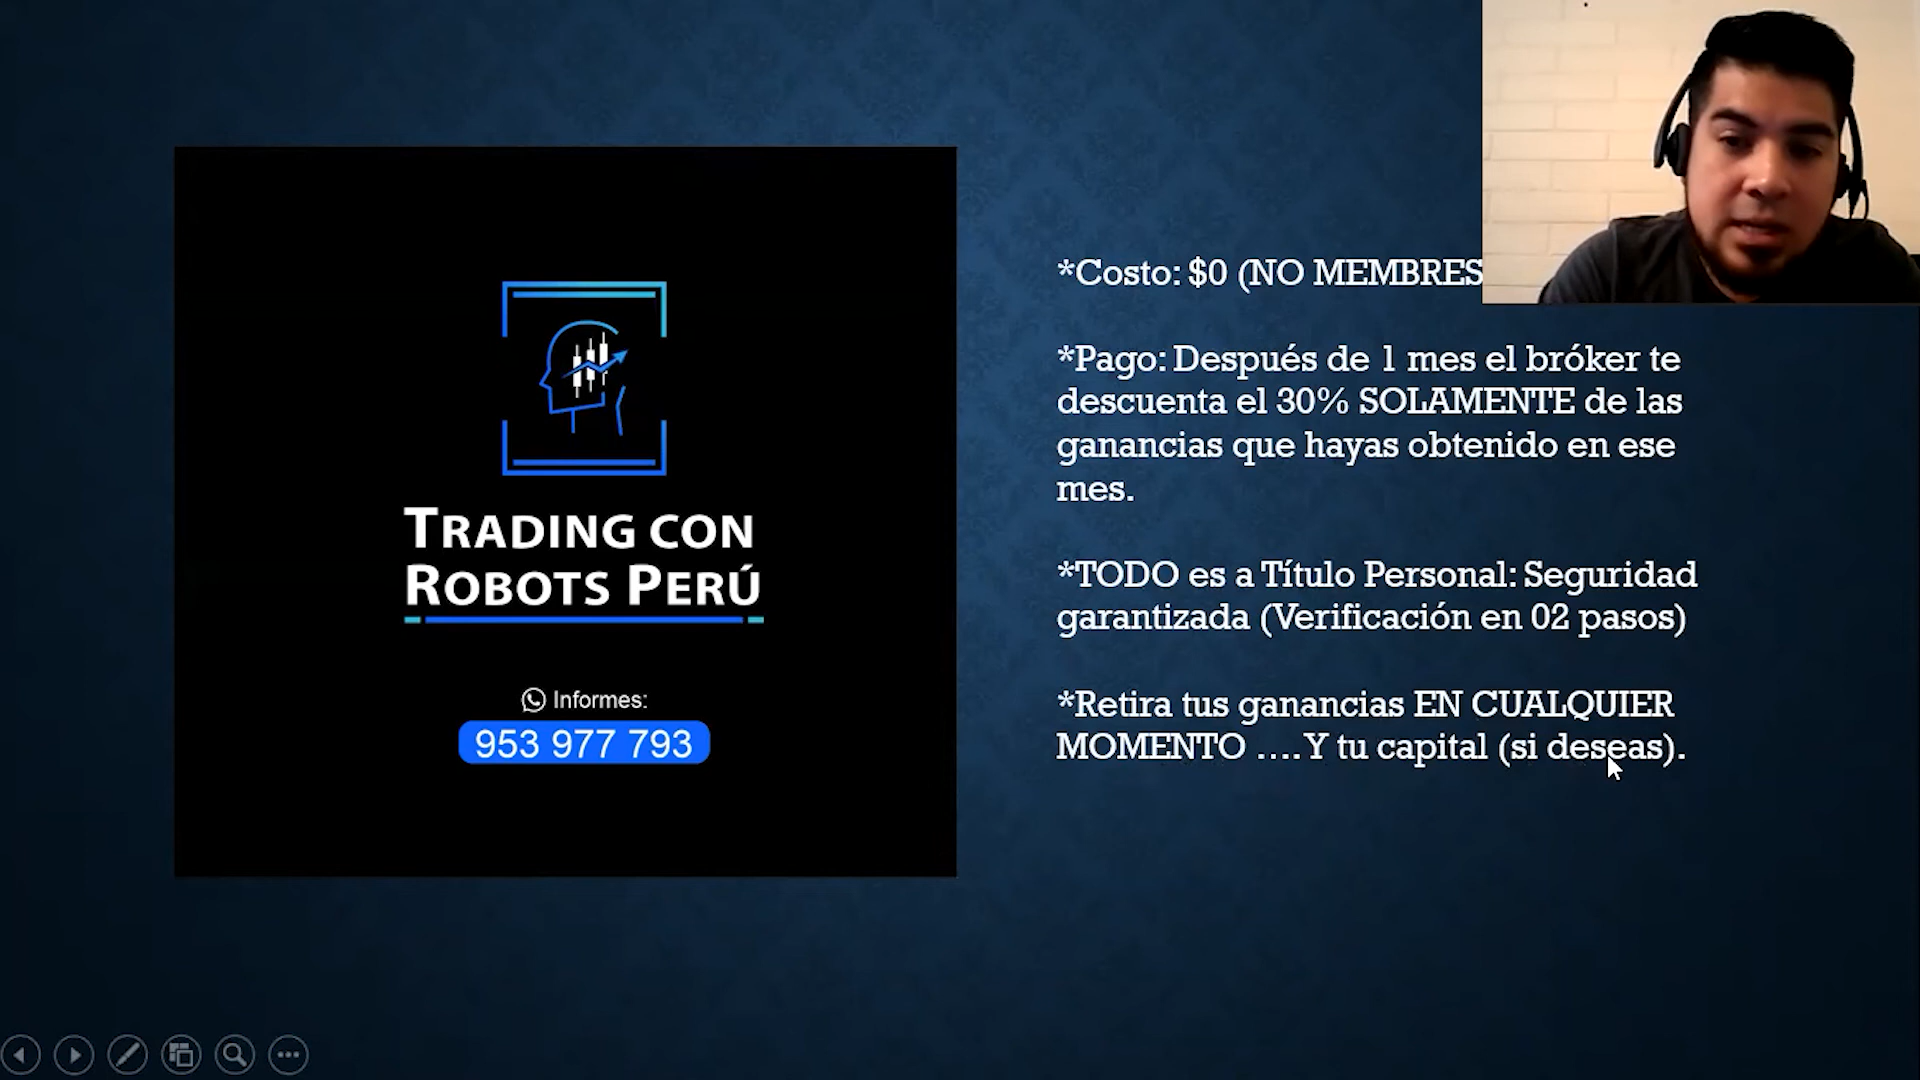 TRADING CON
ROBOTS PERÚ
Informes:
953 977 793
*Costo: $0 (NO
*Pago: Después de 1 mes el bróker te
descuenta el 30% SOLAMENTE de las
ganancias que hayas obtenido en ese
mes.
*TODO es a Título Personal: Seguridad
garantizada (Verificación en 02 pasos)
*Retira tus ganancias EN CUALQUIER
MOMENTO ....Y tu capital (si deseas).